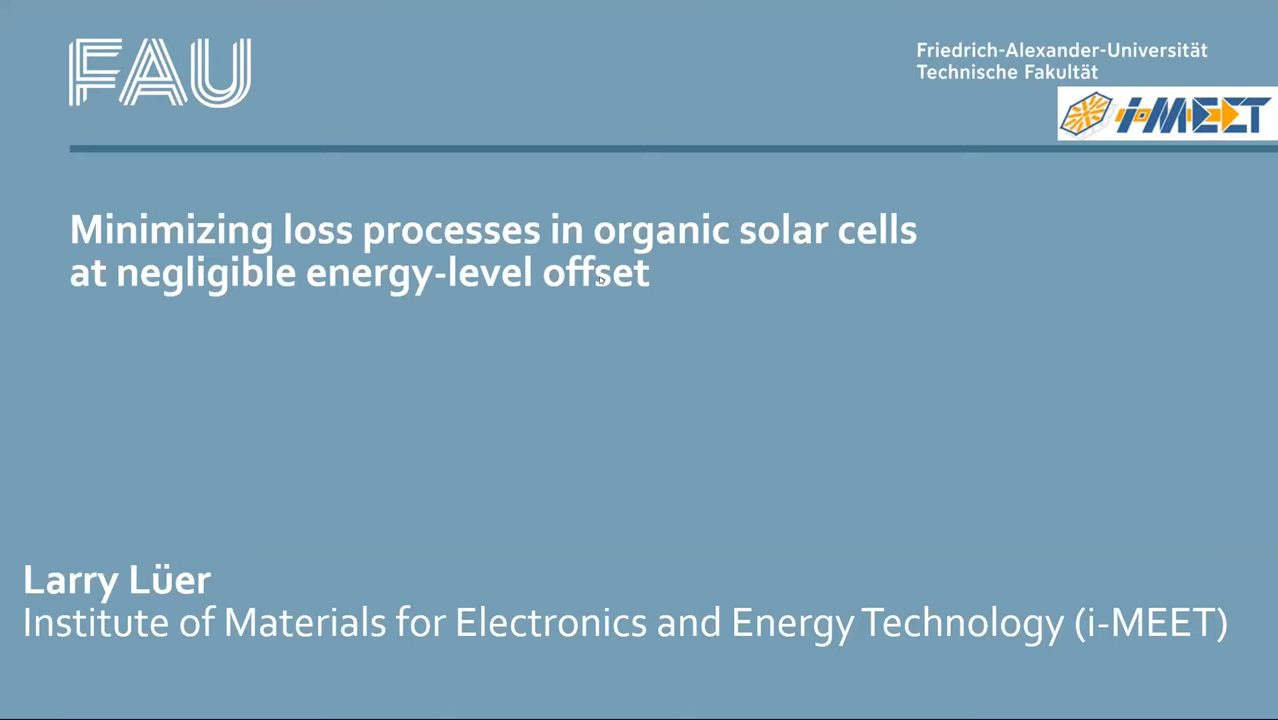 FAU
Friedrich-Alexander-Universität
Technische Fakultät
i-MEET
Minimizing loss processes in organic solar cells
at negligible energy-level offset
Larry Lüer
Institute of Materials for Electronics and Energy Technology (i-MEET)